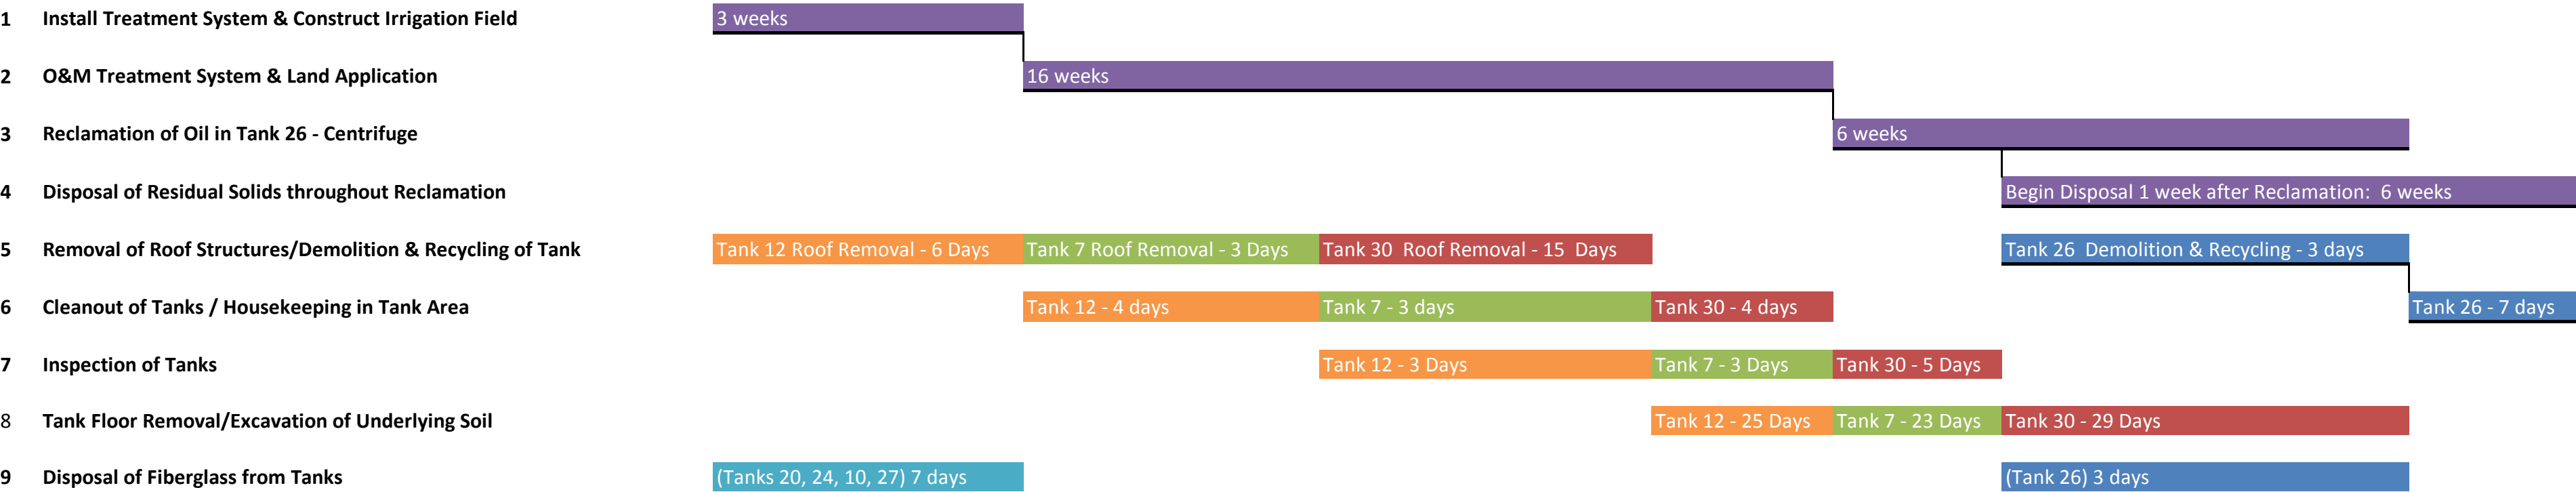 1 Install Treatment System & Construct Irrigation Field 3 weeks
2 O&M Treatment System & Land Application 16 weeks
3 Reclamation of Oil in Tank 26 - Centrifuge 6 weeks
4 Disposal of Residual Solids throughout Reclamation Begin Disposal 1 week after Reclamation: 6 weeks
5 Removal of Roof Structures/Demolition & Recycling of Tank Tank 12 Roof Removal - 6 Days Tank 7 Roof Removal - 3 Days Tank 30 Roof Removal - 15 Days Tank 26 Demolition & Recycling - 3 days
6 Cleanout of Tanks / Housekeeping in Tank Area Tank 12 - 4 days Tank 7 - 3 days Tank 30 - 4 days Tank 26 - 7 days
7 Inspection of Tanks Tank 12 - 3 Days Tank 7 - 3 Days Tank 30 - 5 Days
8 Tank Floor Removal/Excavation of Underlying Soil Tank 12 - 25 Days Tank 7 - 23 Days Tank 30 - 29 Days
9 Disposal of Fiberglass from Tanks (Tanks 20, 24, 10, 27) 7 days (Tank 26) 3 days